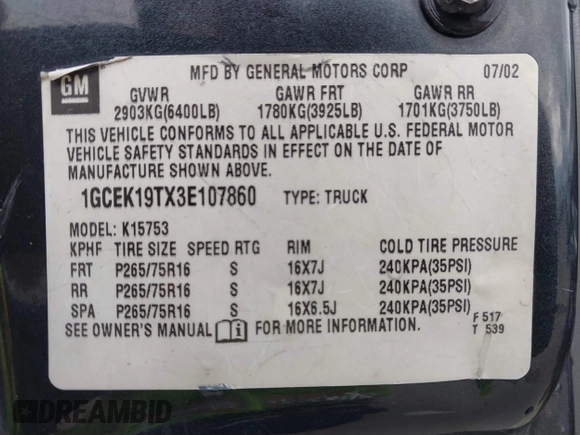 GM
MFD BY GENERAL MOTORS CORP 07/02
GVWR GAWR FRT GAWR RR
2903KG(6400LB) 1780KG(3925LB) 1701KG(3750LB)
THIS VEHICLE CONFORMS TO ALL APPLICABLE U.S. FEDERAL MOTOR
VEHICLE SAFETY STANDARDS IN EFFECT ON THE DATE OF
MANUFACTURE SHOWN ABOVE.
1GCEK19TX3E107860 TYPE: TRUCK
MODEL: K15753
KPHF TIRE SIZE SPEED RTG RIM COLD TIRE PRESSURE
FRT P265/75R16 S 16X7J 240KPA(35PSI)
RR P265/75R16 S 16X7J 240KPA(35PSI)
SPA P265/75R16 S 16X6.5J 240KPA(35PSI)
SEE OWNER'S MANUAL i FOR MORE INFORMATION.
F 517
T 539
DREAMBID